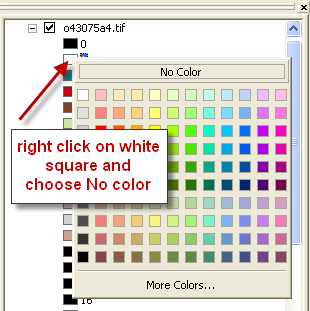 o43075a4.tif
0
No Color
right click on white
square and
choose No color
More Colors...
16